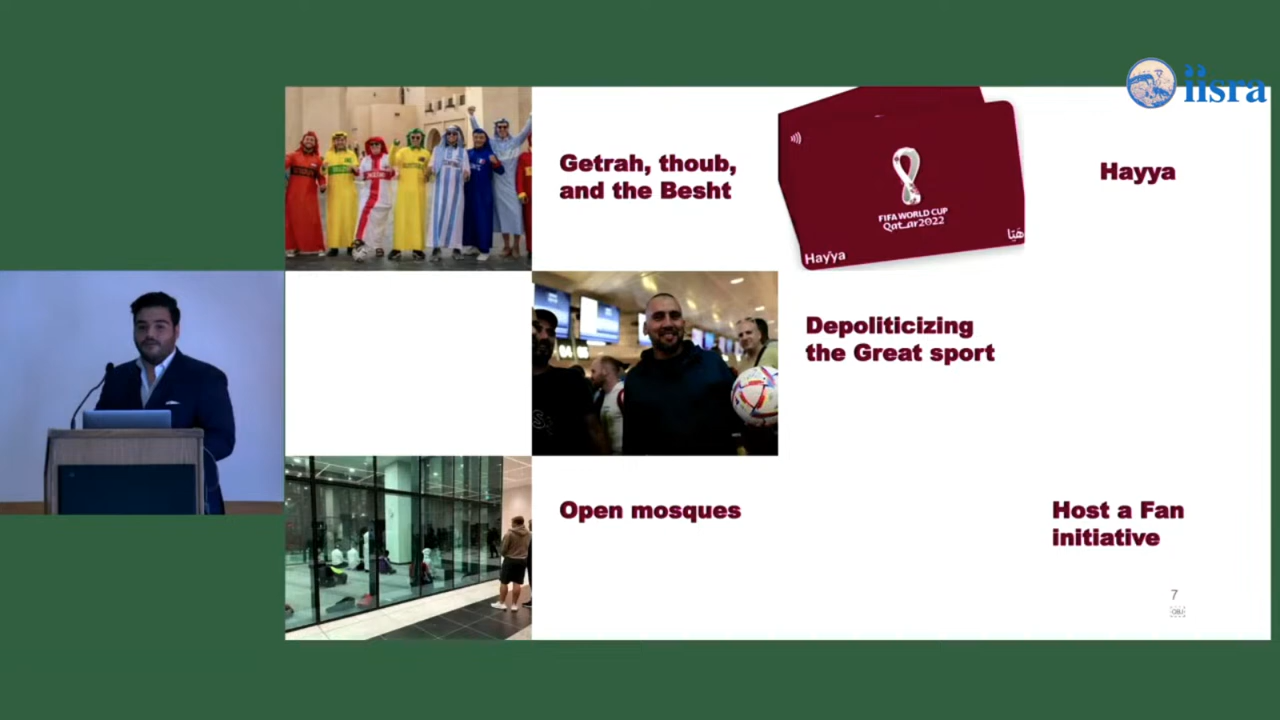 iisra
Getrah, thoub,
and the Besht
FIFA WORLD CUP
Qatar2022
Hayya
هَيّا
Hayya
Depoliticizing
the Great sport
Open mosques
Host a Fan
initiative
7
OBJ